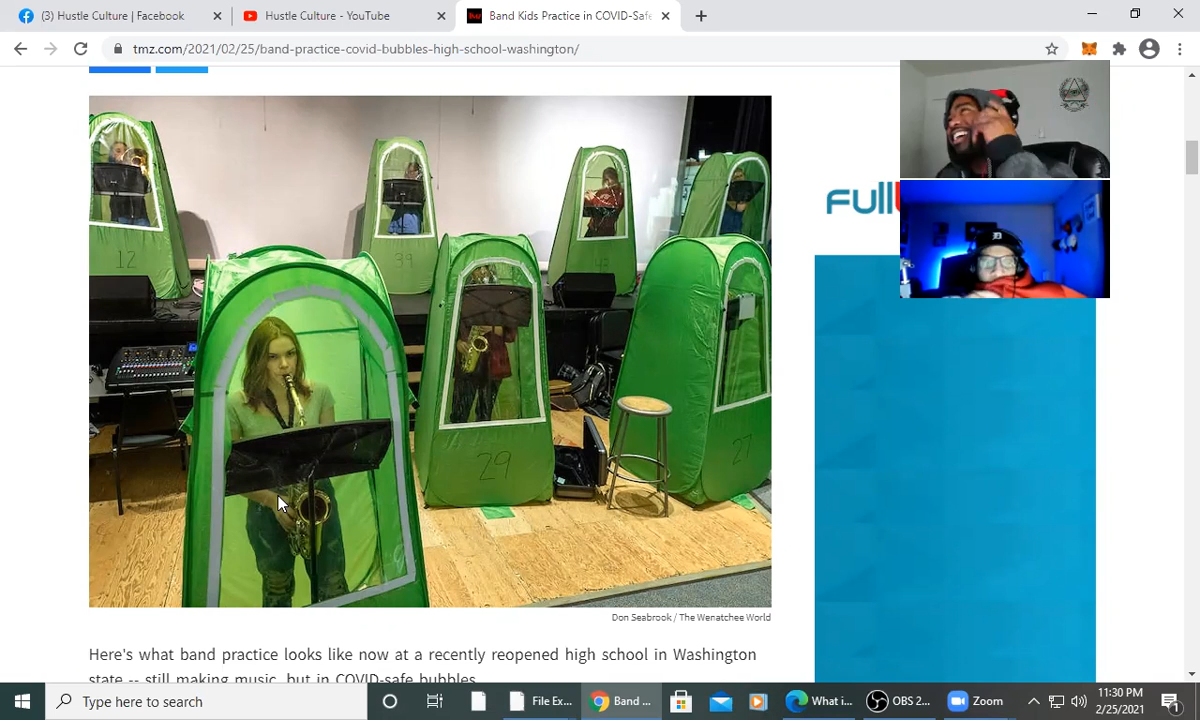 (3) Hustle Culture | Facebook
Hustle Culture - YouTube
Band Kids Practice in COVID-Safe
tmz.com/2021/02/25/band-practice-covid-bubbles-high-school-washington/
full
12
39
29
27
Don Seabrook / The Wenatchee World
Here's what band practice looks like now at a recently reopened high school in Washington
state -- still making music, but in COVID-safe bubbles
Type here to search
File Ex...
Band ...
What i...
OBS 2...
Zoom
11:30 PM
2/25/2021
1